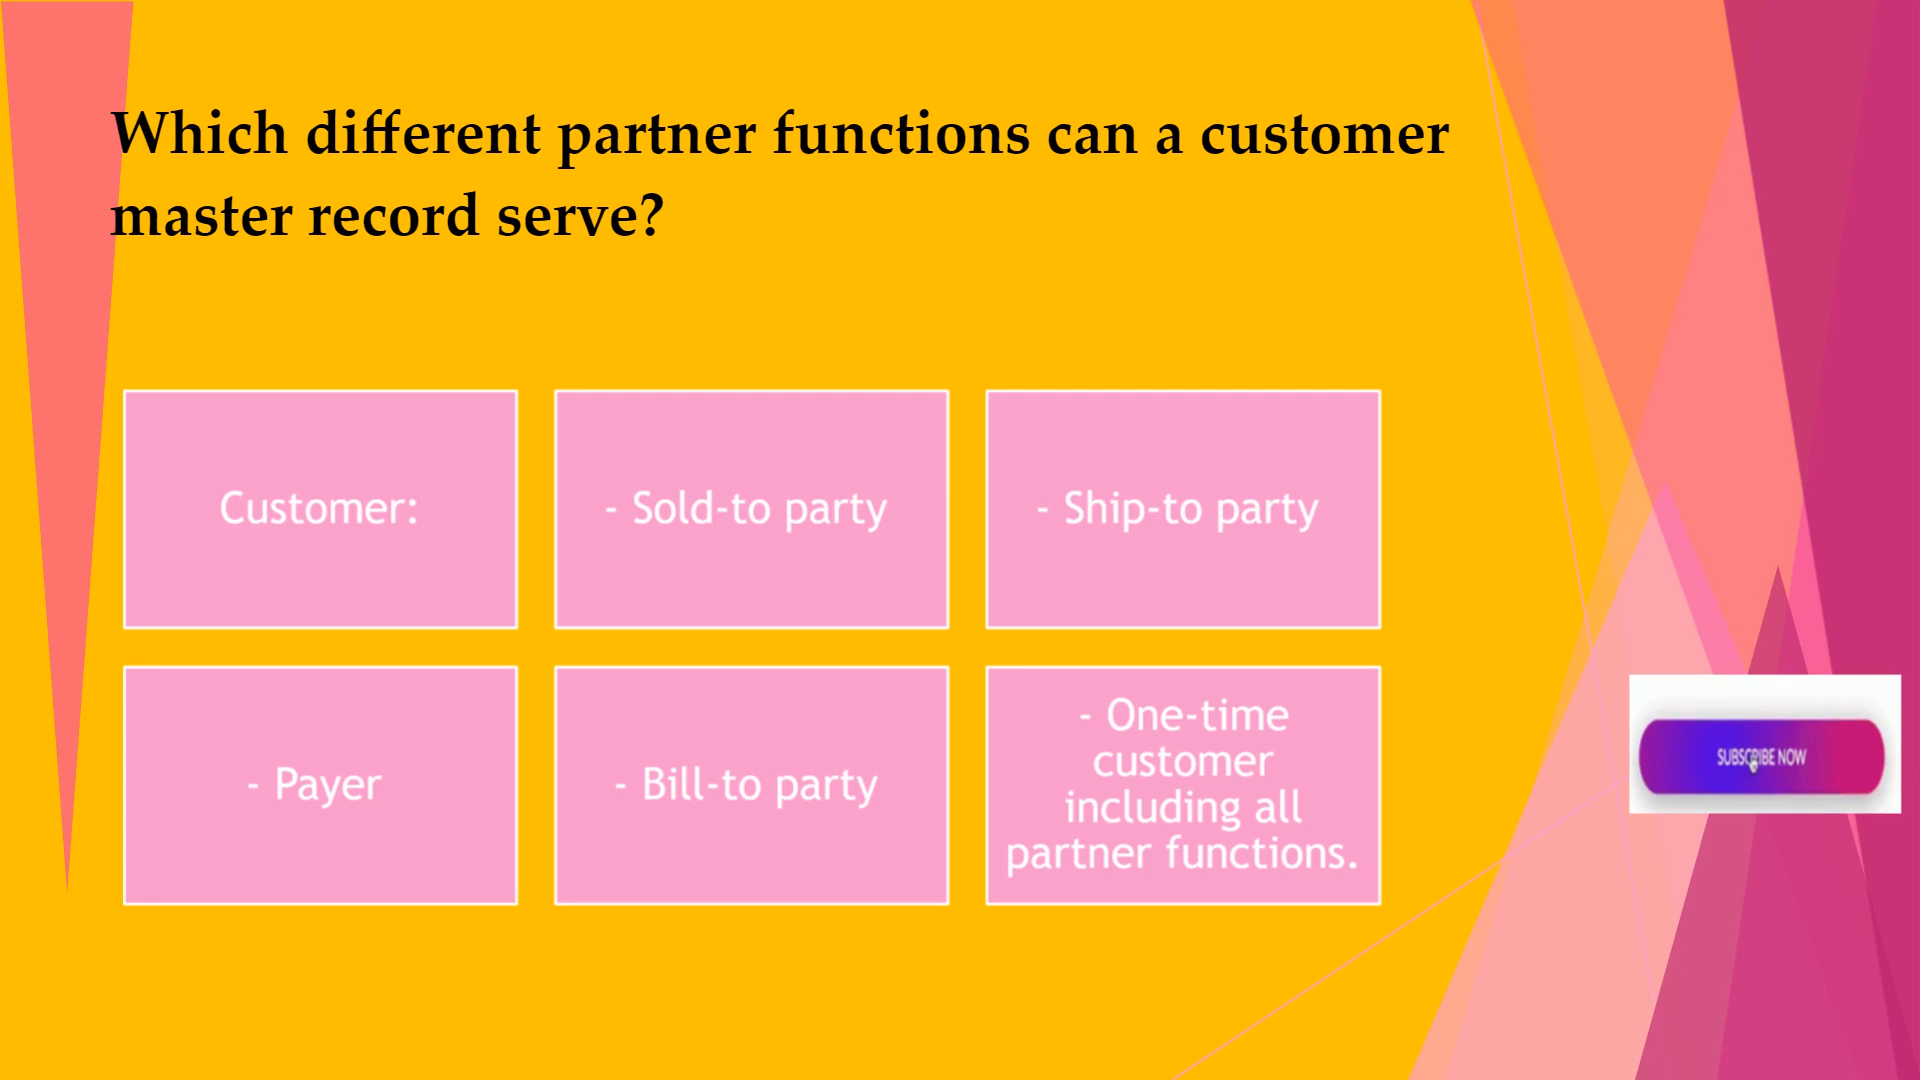 Which different partner functions can a customer
master record serve?
Customer:
- Sold-to party
- Ship-to party
- Payer
- Bill-to party
- One-time
customer
including all
partner functions.
SUBSCRIBE NOW